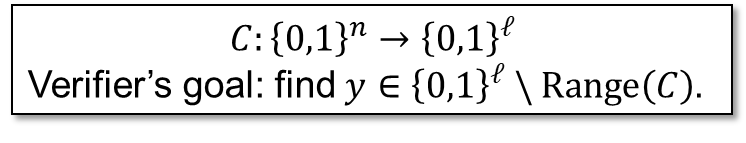 C: {0,1}ⁿ → {0,1}^ℓ
Verifier’s goal: find y ∈ {0,1}^ℓ \ Range(C).